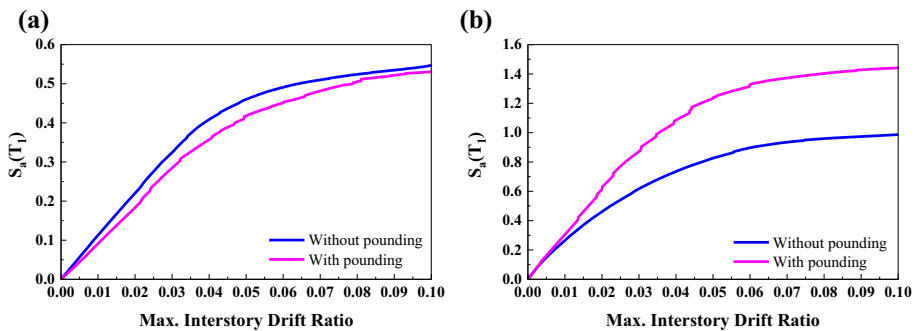 (a)
0.6
0.5
0.4
0.3
0.2
0.1
0.0
Sa(T1)
Without pounding
With pounding
0.00 0.01 0.02 0.03 0.04 0.05 0.06 0.07 0.08 0.09 0.10
Max. Interstory Drift Ratio
(b)
1.6
1.4
1.2
1.0
0.8
0.6
0.4
0.2
0.0
Sa(T1)
Without pounding
With pounding
0.00 0.01 0.02 0.03 0.04 0.05 0.06 0.07 0.08 0.09 0.10
Max. Interstory Drift Ratio